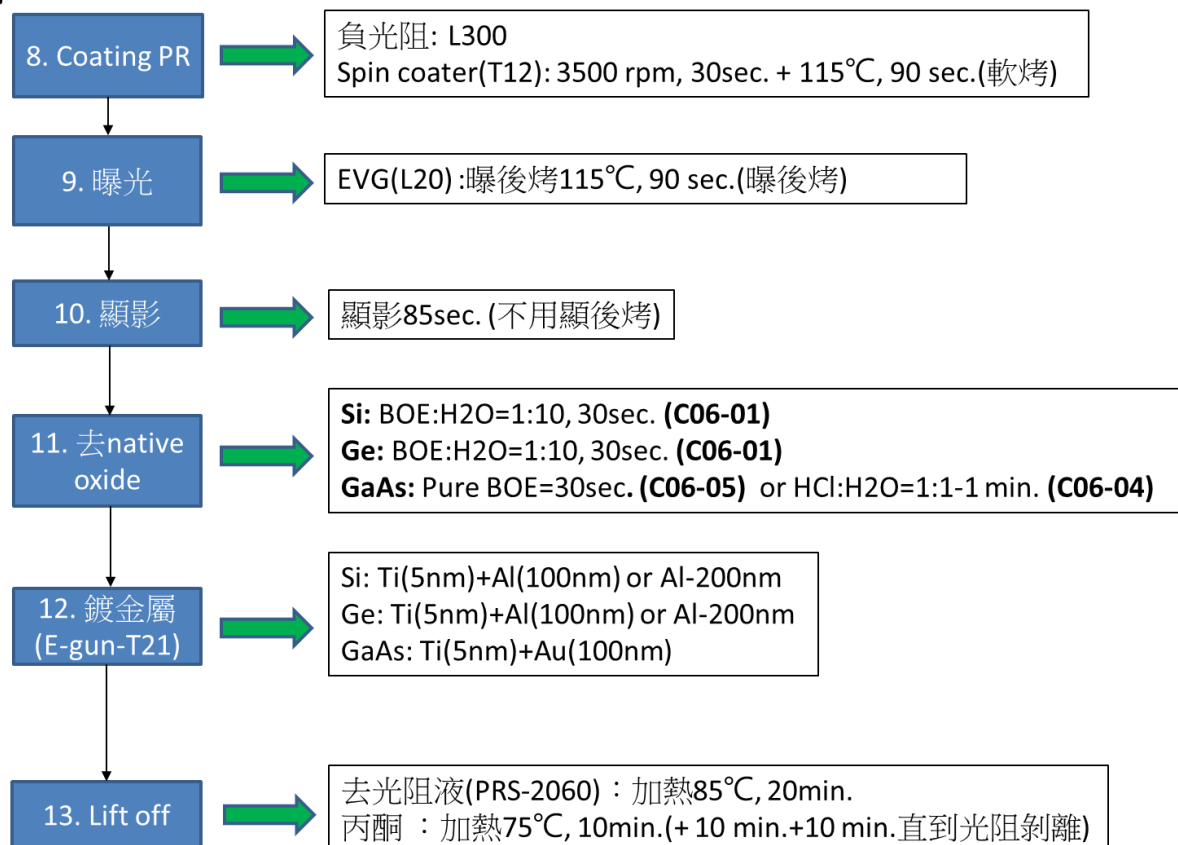 8. Coating PR
負光阻: L300
Spin coater(T12): 3500 rpm, 30sec. + 115℃, 90 sec.(軟烤)
9. 曝光
EVG(L20) :曝後烤115℃, 90 sec.(曝後烤)
10. 顯影
顯影85sec. (不用顯後烤)
11. 去native
oxide
Si: BOE:H2O=1:10, 30sec. (C06-01)
Ge: BOE:H2O=1:10, 30sec. (C06-01)
GaAs: Pure BOE=30sec. (C06-05) or HCl:H2O=1:1-1 min. (C06-04)
12. 鍍金屬
(E-gun-T21)
Si: Ti(5nm)+Al(100nm) or Al-200nm
Ge: Ti(5nm)+Al(100nm) or Al-200nm
GaAs: Ti(5nm)+Au(100nm)
13. Lift off
去光阻液(PRS-2060)：加熱85℃, 20min.
丙酮 ：加熱75℃, 10min.(+ 10 min.+10 min.直到光阻剝離)